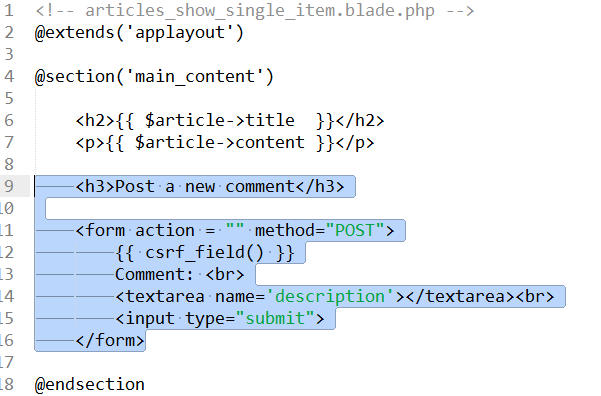 1 <!-- articles_show_single_item.blade.php -->
2 @extends('applayout')
3
4 @section('main_content')
5
6 <h2>{{ $article->title  }}</h2>
7 <p>{{ $article->content }}</p>
8
9 <h3>Post a new comment</h3>
10
11 <form action = "" method="POST">
12 {{ csrf_field() }}
13 Comment: <br>
14 <textarea name='description'></textarea><br>
15 <input type="submit">
16 </form>
17
18 @endsection